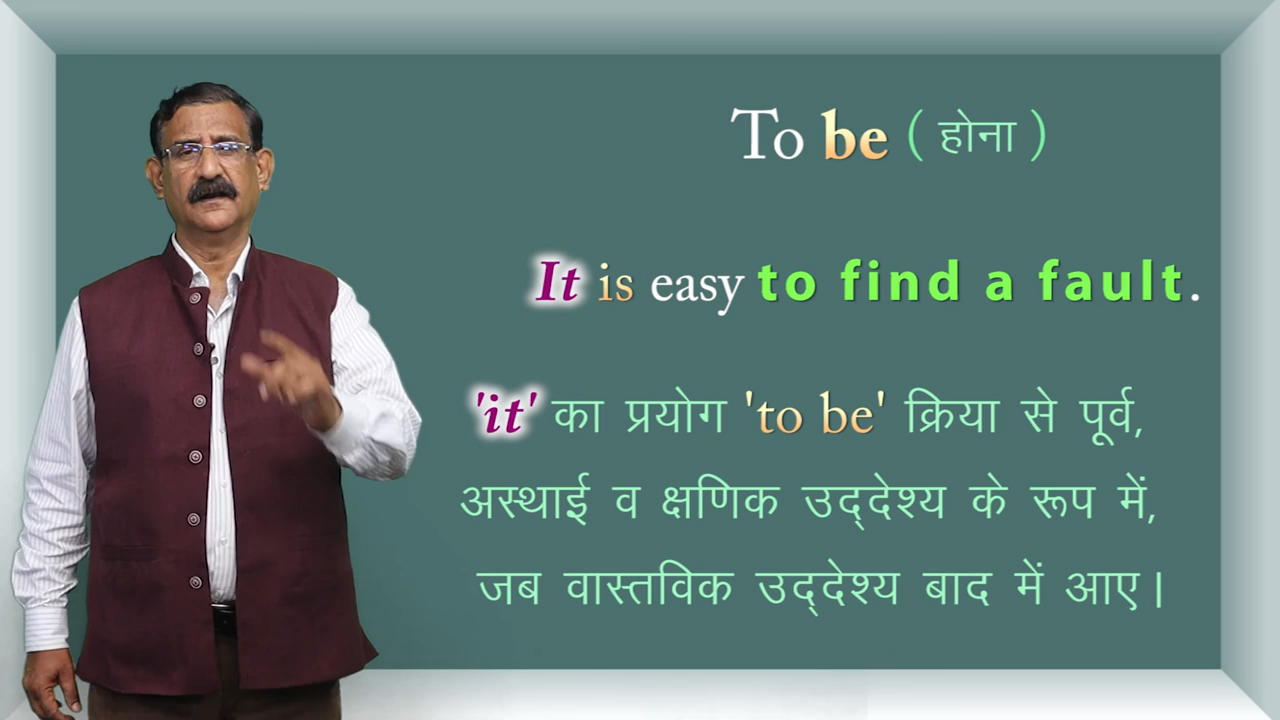 To be ( होना )
It is easy to find a fault.
'it' का प्रयोग 'to be' क्रिया से पूर्व,
अस्थाई व क्षणिक उद्देश्य के रूप में,
जब वास्तविक उद्देश्य बाद में आए।